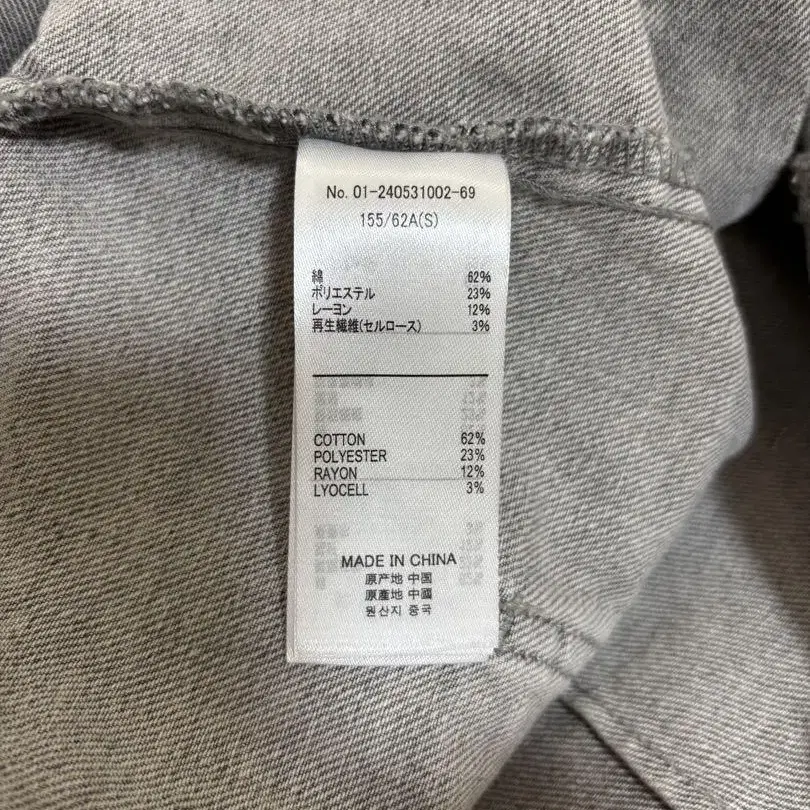 No. 01-240531002-69
155/62A(S)
綿 62%
ポリエステル 23%
レーヨン 12%
再生繊維(セルロース) 3%
COTTON 62%
POLYESTER 23%
RAYON 12%
LYOCELL 3%
MADE IN CHINA
原产地 中国
原產地 中國
원산지 중국